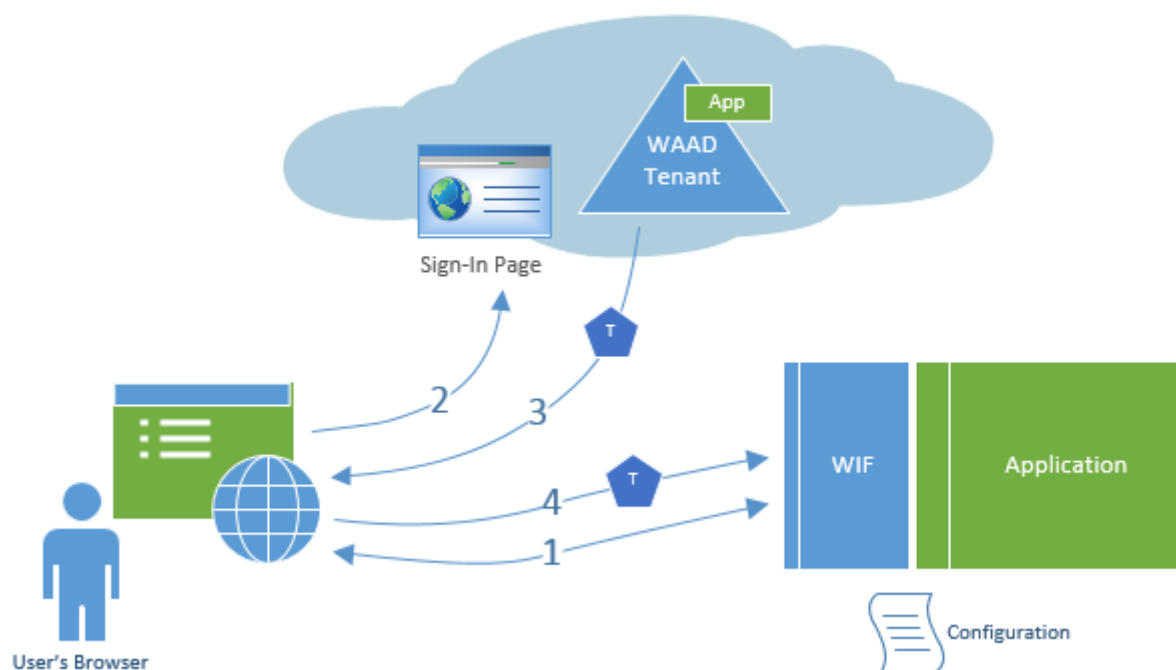 App
WAAD
Tenant
Sign-In Page
T
2
3
WIF
Application
T
4
1
Configuration
User's Browser